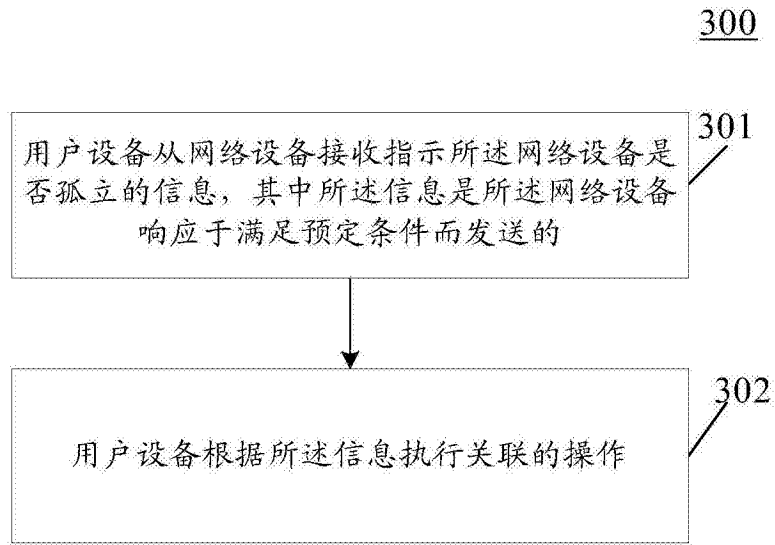 300
301
用户设备从网络设备接收指示所述网络设备是
否孤立的信息，其中所述信息是所述网络设备
响应于满足预定条件而发送的
302
用户设备根据所述信息执行关联的操作